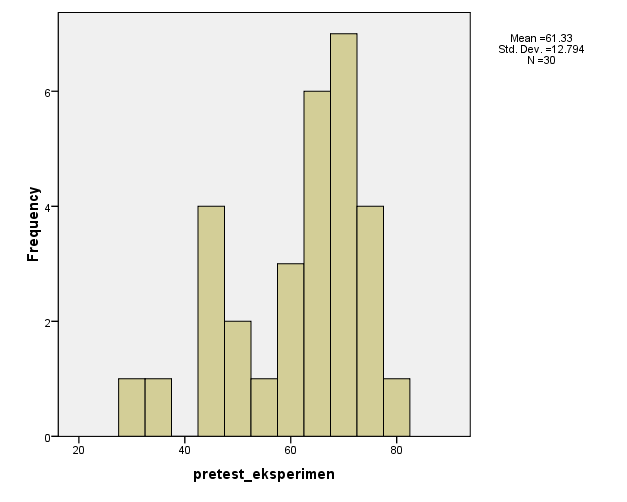 Mean =61.33
Std. Dev. =12.794
N =30
6
4
2
0
Frequency
20 40 60 80
pretest_eksperimen